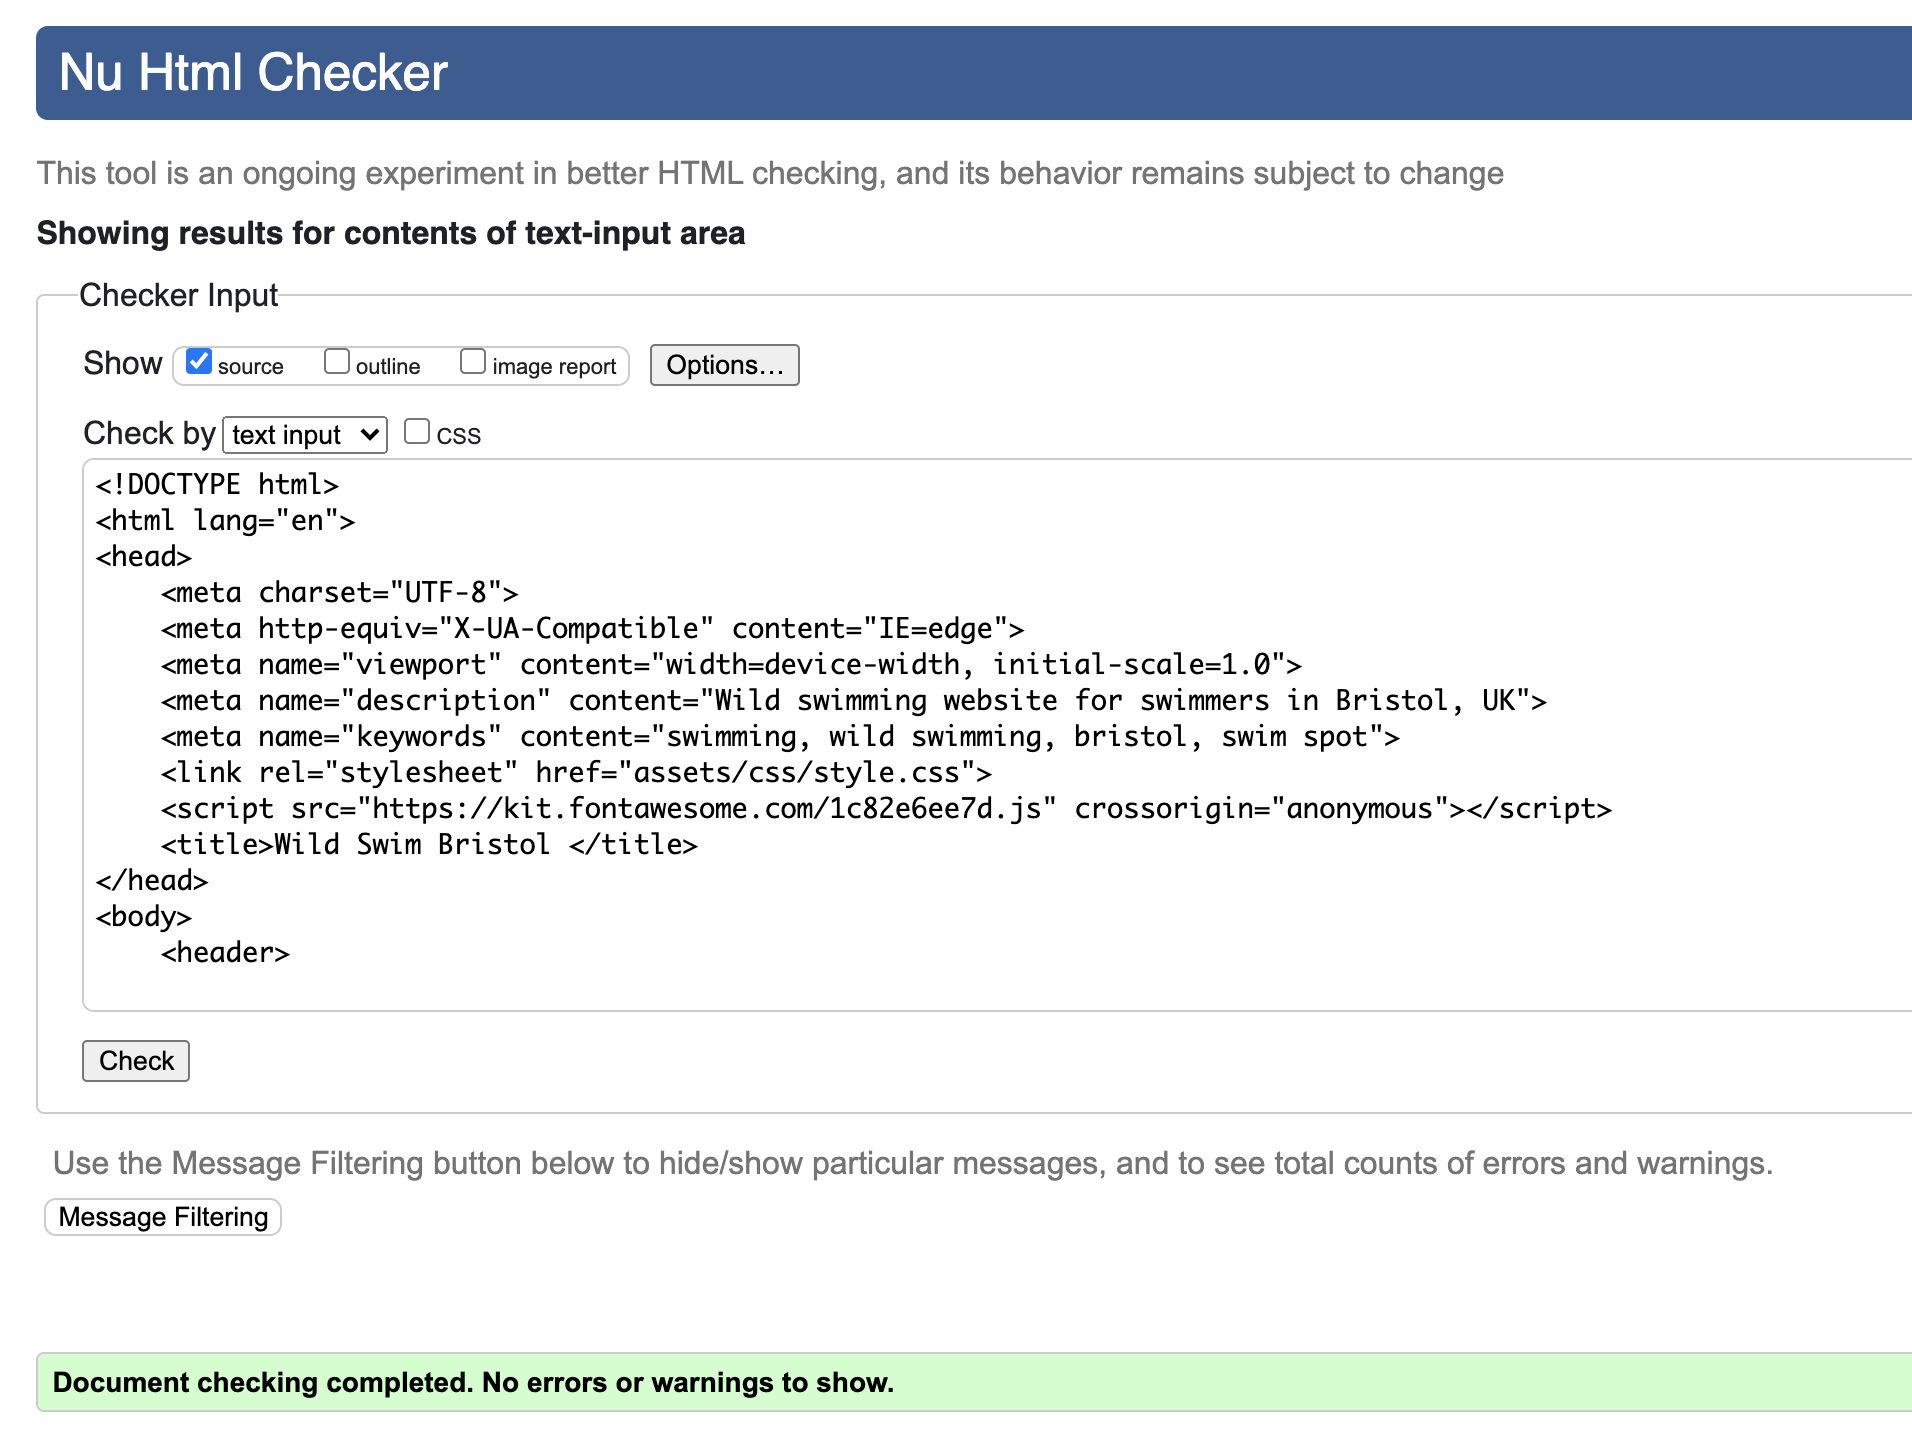 Nu Html Checker
This tool is an ongoing experiment in better HTML checking, and its behavior remains subject to change
Showing results for contents of text-input area
Checker Input
Show source outline image report Options...
Check by text input CSS
<!DOCTYPE html>
<html lang="en">
<head>
    <meta charset="UTF-8">
    <meta http-equiv="X-UA-Compatible" content="IE=edge">
    <meta name="viewport" content="width=device-width, initial-scale=1.0">
    <meta name="description" content="Wild swimming website for swimmers in Bristol, UK">
    <meta name="keywords" content="swimming, wild swimming, bristol, swim spot">
    <link rel="stylesheet" href="assets/css/style.css">
    <script src="https://kit.fontawesome.com/1c82e6ee7d.js" crossorigin="anonymous"></script>
    <title>Wild Swim Bristol </title>
</head>
<body>
    <header>
Check
Use the Message Filtering button below to hide/show particular messages, and to see total counts of errors and warnings.
Message Filtering
Document checking completed. No errors or warnings to show.